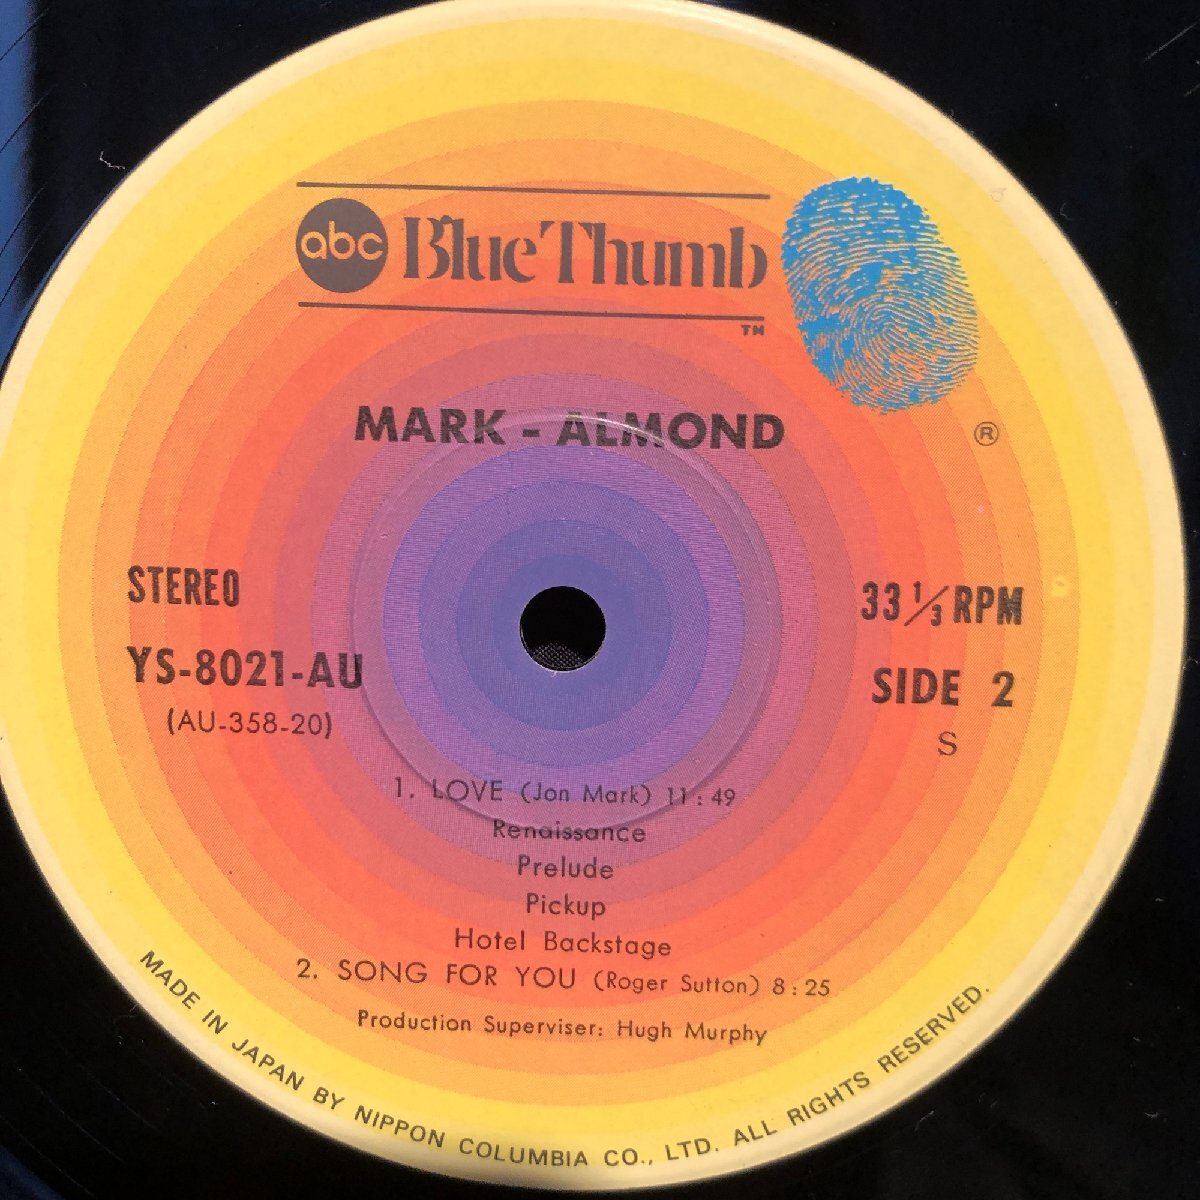 abc Blue Thumb
TM
MARK - ALMOND
®
STEREO
33 1/3 RPM
YS-8021-AU
SIDE 2
(AU-358-20)
S
1. LOVE (Jon Mark) 11:49
Renaissance
Prelude
Pickup
Hotel Backstage
2. SONG FOR YOU (Roger Sutton) 8:25
Production Superviser: Hugh Murphy
MADE IN JAPAN BY NIPPON COLUMBIA CO., LTD. ALL RIGHTS RESERVED.